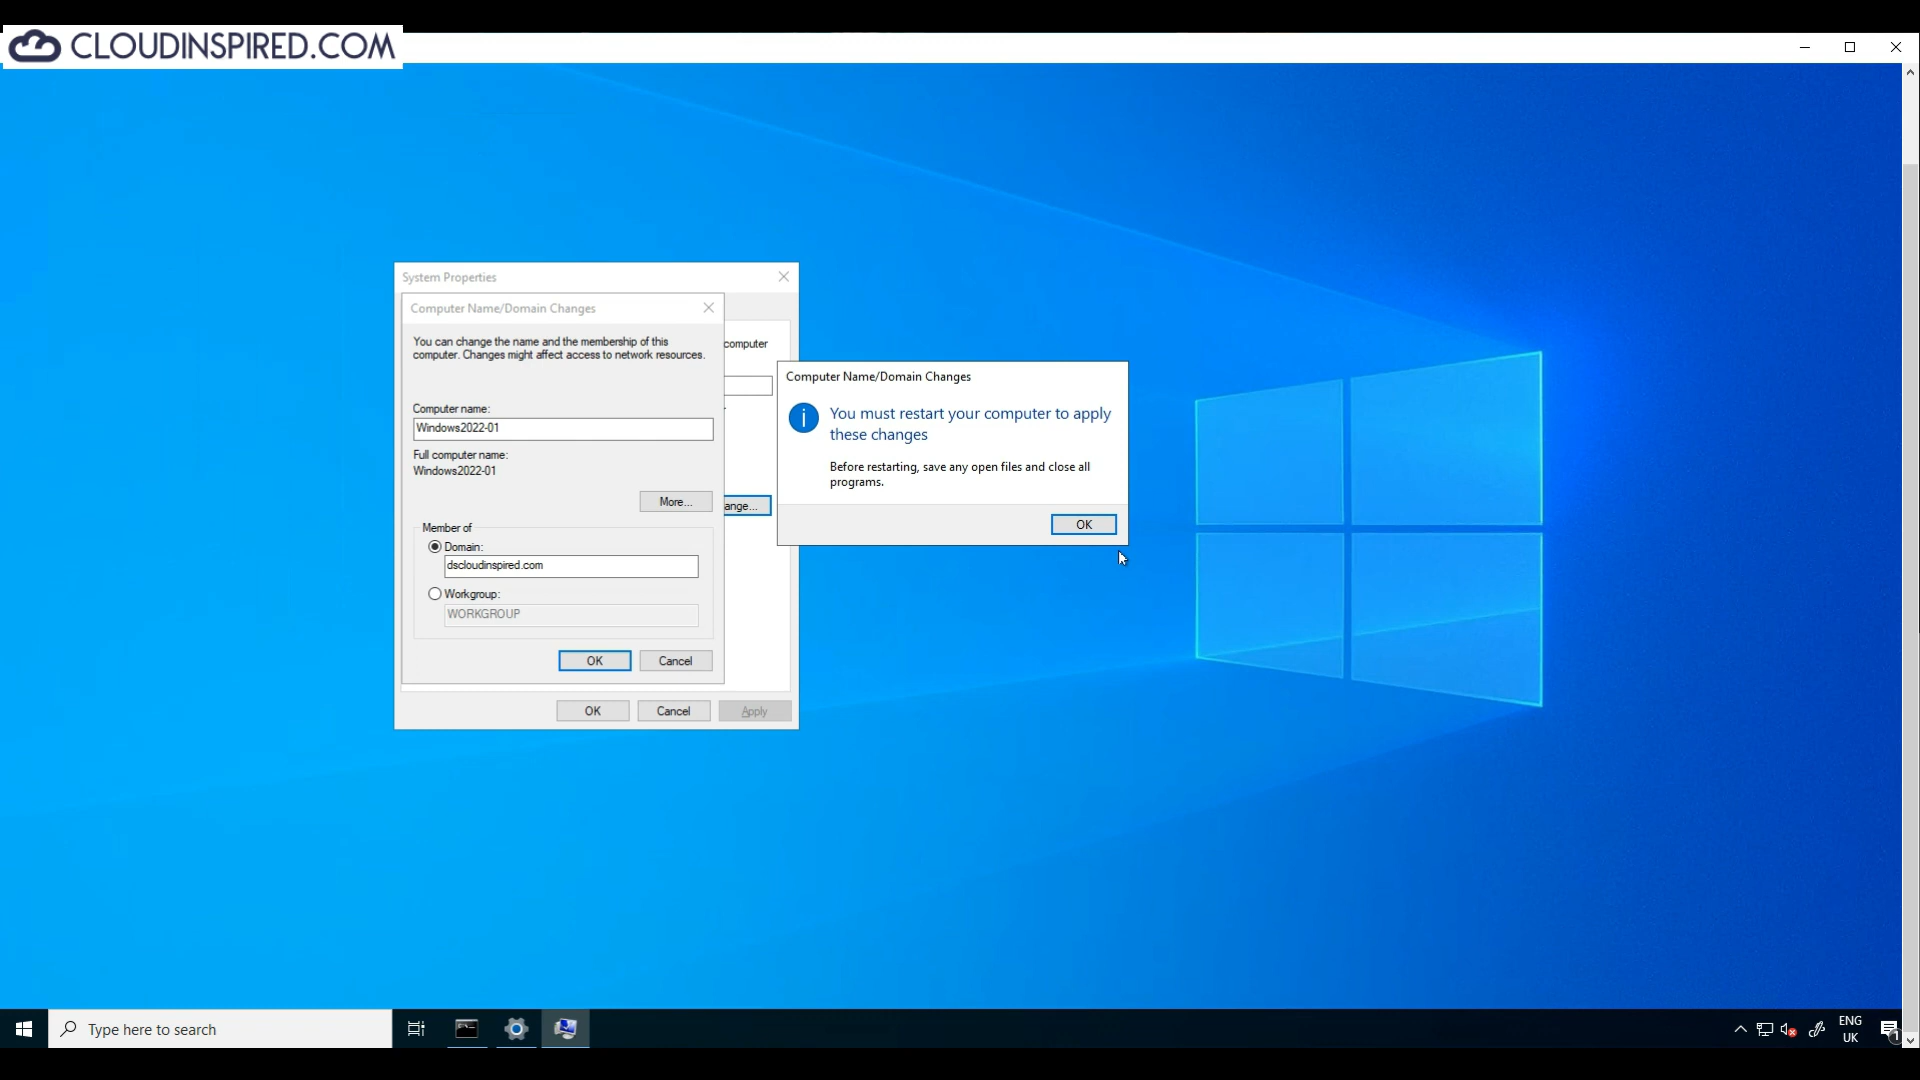 CLOUDINSPIRED.COM
System Properties
Computer Name/Domain Changes
You can change the name and the membership of this
computer. Changes might affect access to network resources.
computer
Computer name:
Windows2022-01
Full computer name:
Windows2022-01
More...
ange...
Member of
Domain:
dscloudinspired.com
Workgroup:
WORKGROUP
OK
Cancel
OK
Cancel
Apply
Computer Name/Domain Changes
You must restart your computer to apply
these changes
Before restarting, save any open files and close all
programs.
OK
Type here to search
ENG
UK
1